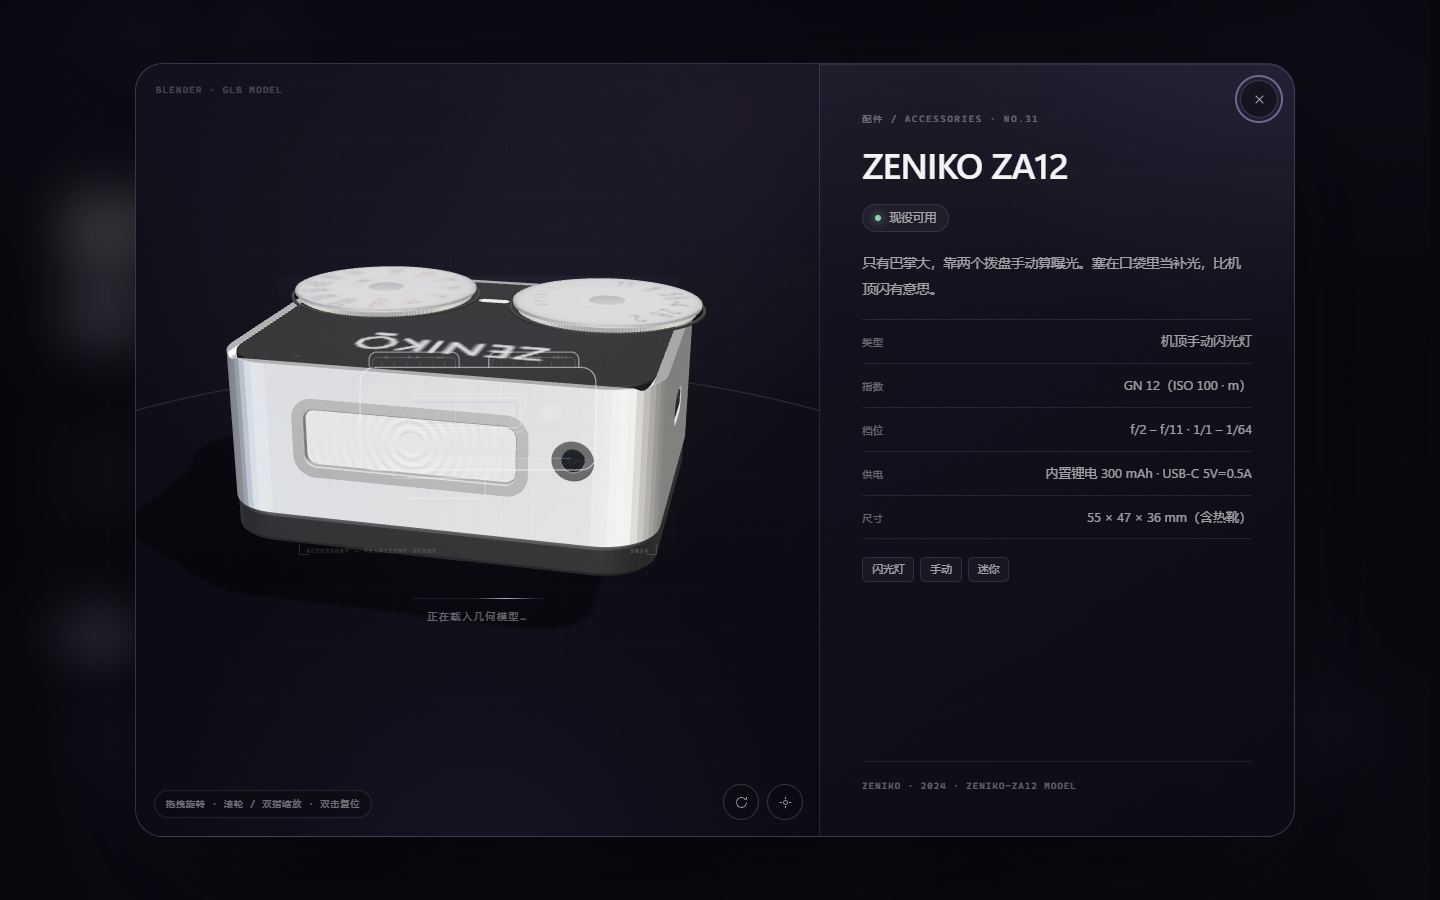 BLENDER · GLB MODEL
ZENIKO
ACCESSORY — PRIMITIVE STUDY
2024
正在载入几何模型…
拖拽旋转 · 滚轮 / 双指缩放 · 双击复位
配件 / ACCESSORIES · NO.31
ZENIKO ZA12
现役可用
只有巴掌大，靠两个拨盘手动算曝光。塞在口袋里当补光，比机
顶闪有意思。
类型 机顶手动闪光灯
指数 GN 12（ISO 100 · m）
档位 f/2 – f/11 · 1/1 – 1/64
供电 内置锂电 300 mAh · USB-C 5V=0.5A
尺寸 55 × 47 × 36 mm（含热靴）
闪光灯 手动 迷你
ZENIKO · 2024 · ZENIKO-ZA12 MODEL